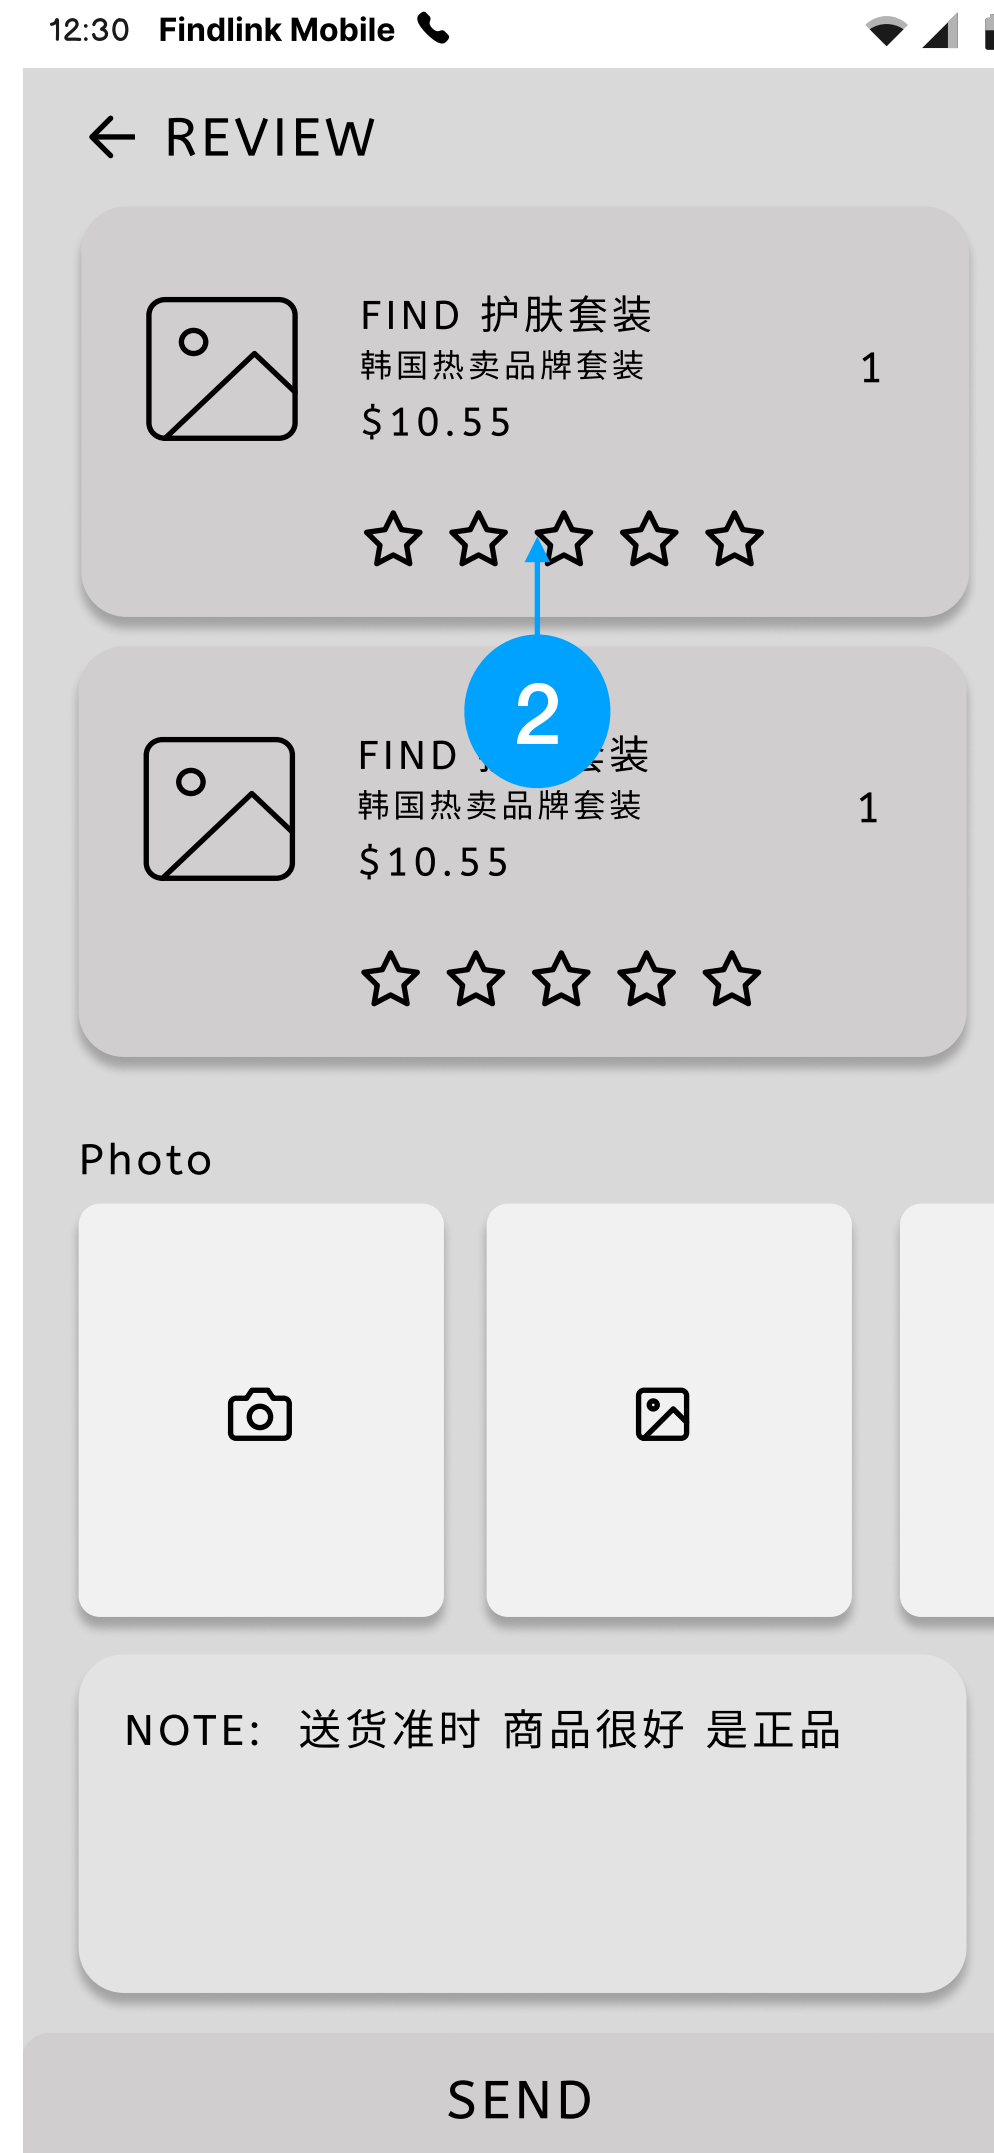 12:30 Findlink Mobile
REVIEW
FIND 护肤套装
韩国热卖品牌套装
1
$10.55
2
FIND 套装
韩国热卖品牌套装
1
$10.55
Photo
NOTE: 送货准时 商品很好 是正品
SEND